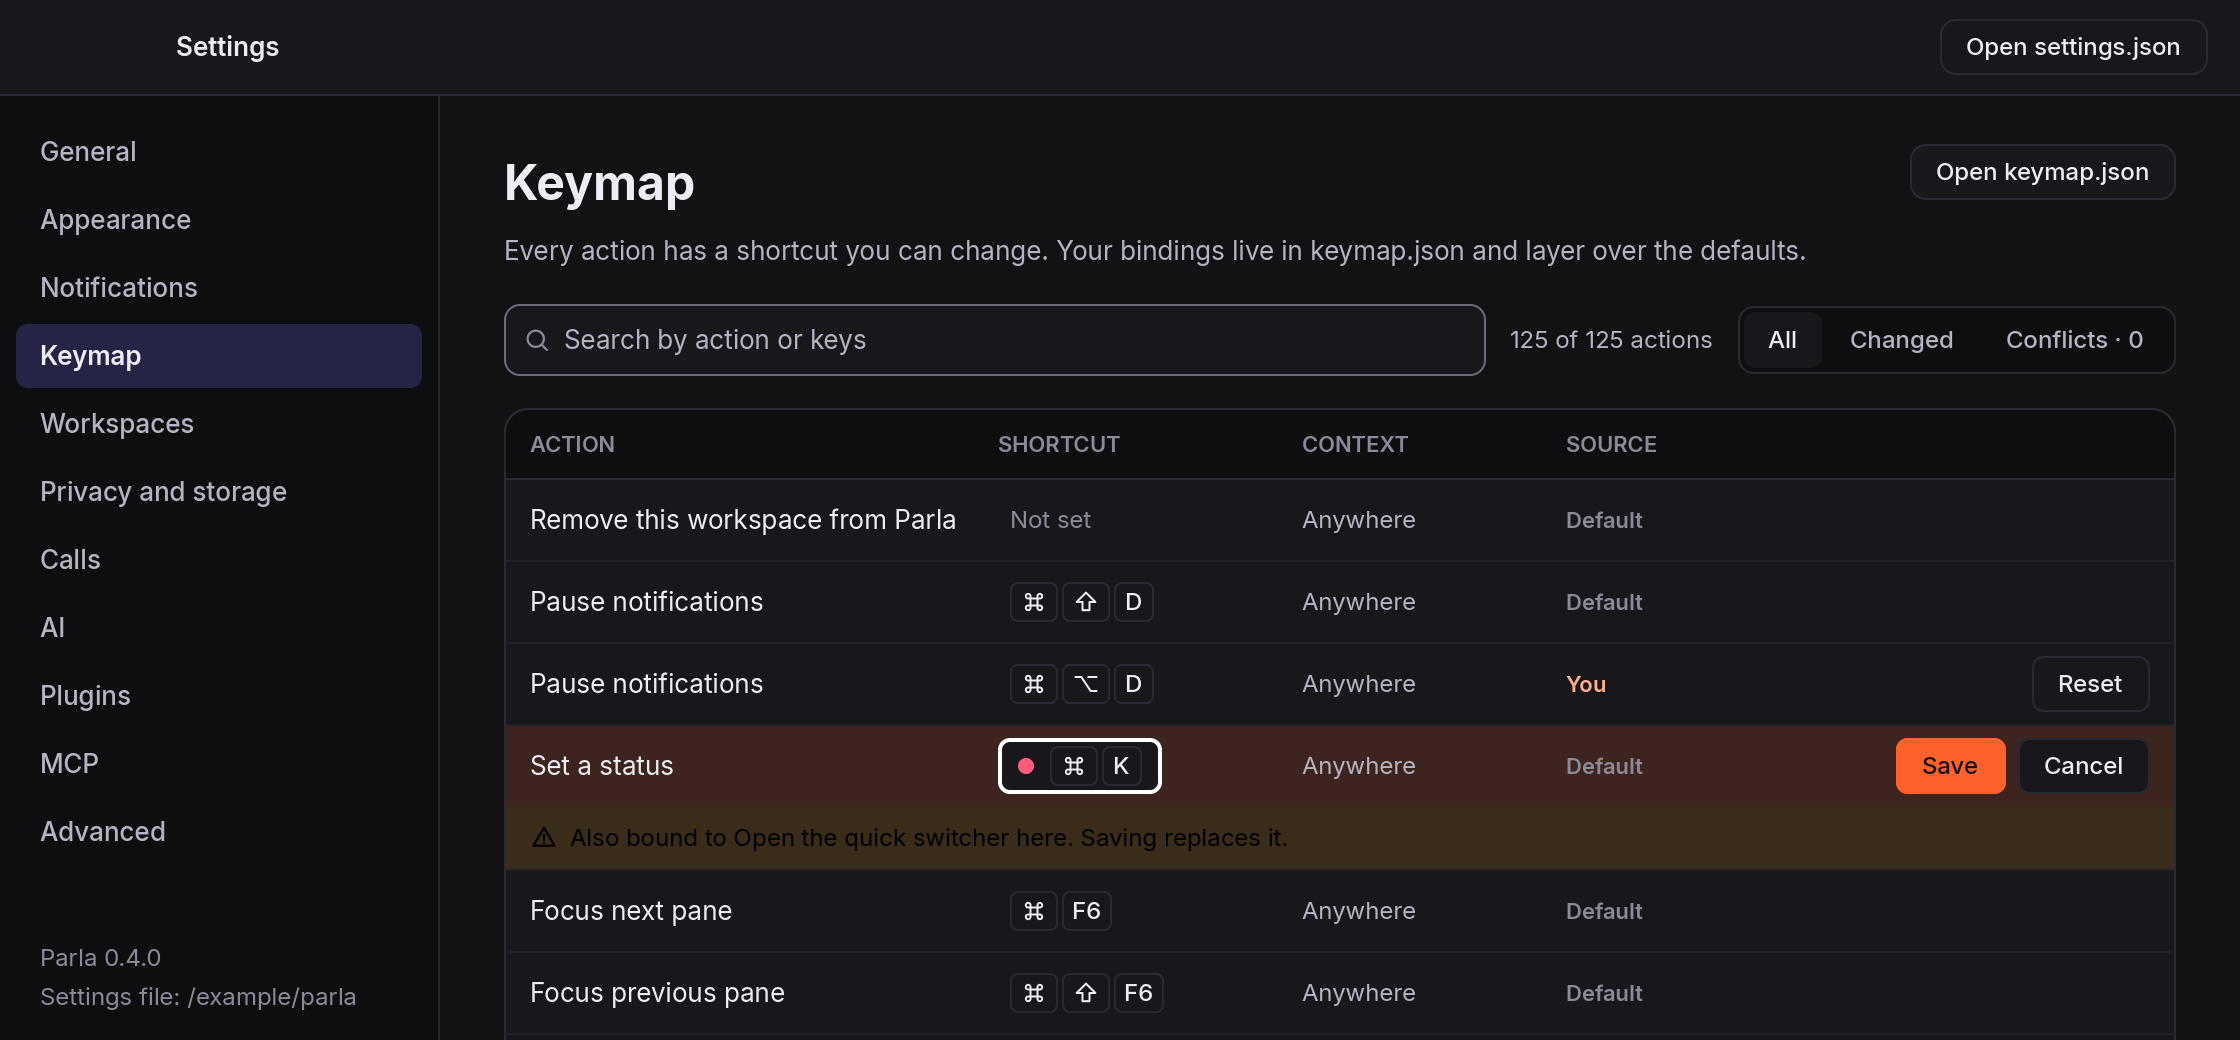 Settings
Open settings.json
General
Appearance
Notifications
Keymap
Workspaces
Privacy and storage
Calls
AI
Plugins
MCP
Advanced
Parla 0.4.0
Settings file: /example/parla
Keymap
Open keymap.json
Every action has a shortcut you can change. Your bindings live in keymap.json and layer over the defaults.
Search by action or keys
125 of 125 actions
All Changed Conflicts · 0
ACTION SHORTCUT CONTEXT SOURCE
Remove this workspace from Parla Not set Anywhere Default
Pause notifications ⌘ ⇧ D Anywhere Default
Pause notifications ⌘ ⌥ D Anywhere You Reset
Set a status ⌘ K Anywhere Default Save Cancel
Also bound to Open the quick switcher here. Saving replaces it.
Focus next pane ⌘ F6 Anywhere Default
Focus previous pane ⌘ ⇧ F6 Anywhere Default